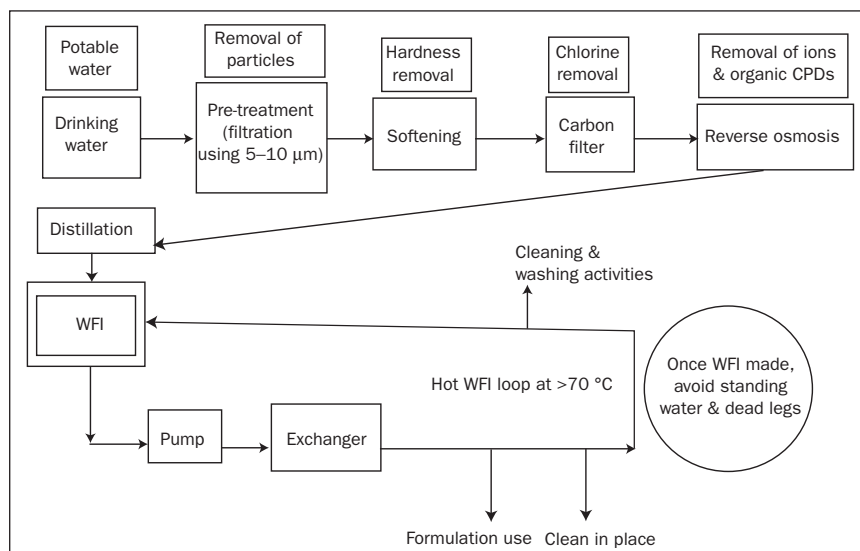 Potable
water
Removal of
particles
Hardness
removal
Chlorine
removal
Removal of ions
& organic CPDs
Drinking
water
Pre-treatment
(filtration
using 5–10 μm)
Softening
Carbon
filter
Reverse osmosis
Distillation
Cleaning &
washing activities
WFI
Hot WFI loop at >70 °C
Once WFI made,
avoid standing
water & dead legs
Pump
Exchanger
Formulation use
Clean in place